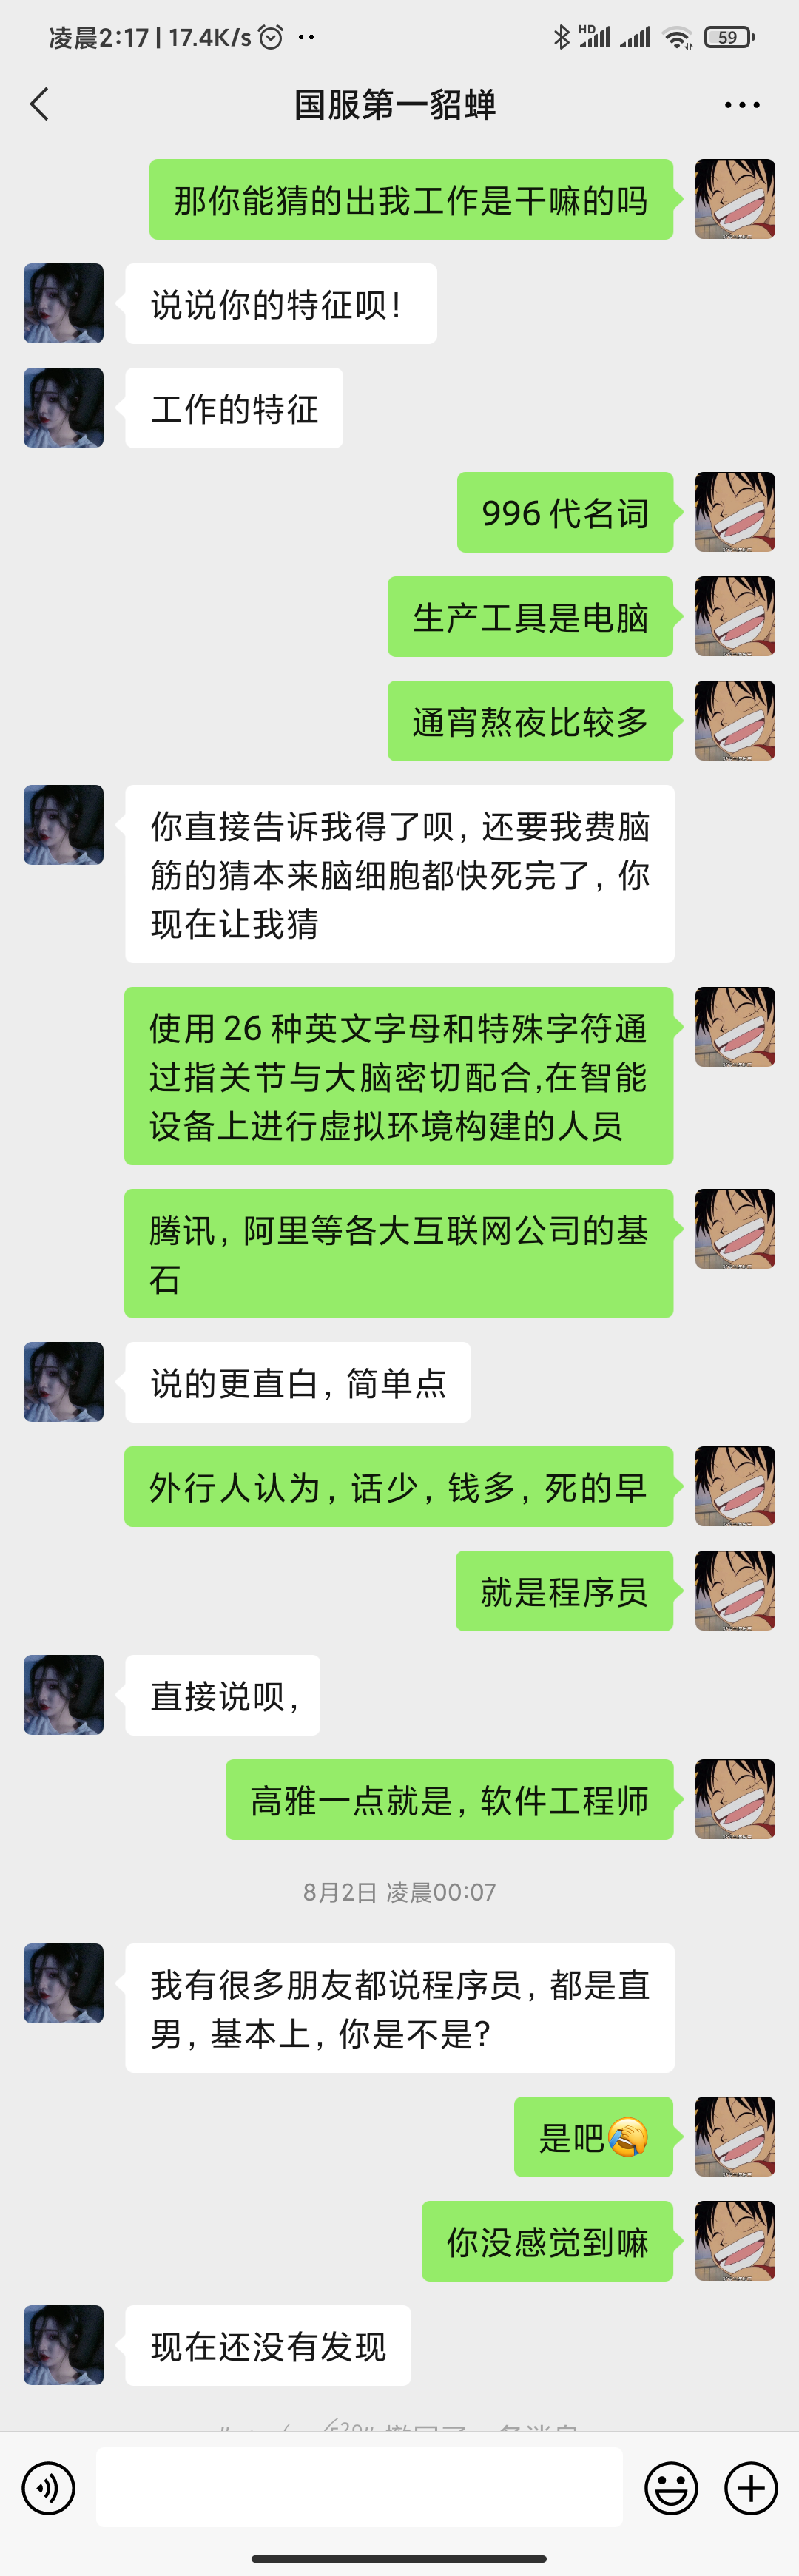 凌晨2:17 | 17.4K/s
HD
59
国服第一貂蝉
那你能猜的出我工作是干嘛的吗
说说你的特征呗！
工作的特征
996 代名词
生产工具是电脑
通宵熬夜比较多
你直接告诉我得了呗，还要我费脑
筋的猜本来脑细胞都快死完了，你
现在让我猜
使用 26 种英文字母和特殊字符通
过指关节与大脑密切配合,在智能
设备上进行虚拟环境构建的人员
腾讯，阿里等各大互联网公司的基
石
说的更直白，简单点
外行人认为，话少，钱多，死的早
就是程序员
直接说呗，
高雅一点就是，软件工程师
8月2日 凌晨00:07
我有很多朋友都说程序员，都是直
男，基本上，你是不是？
是吧🤣
你没感觉到嘛
现在还没有发现